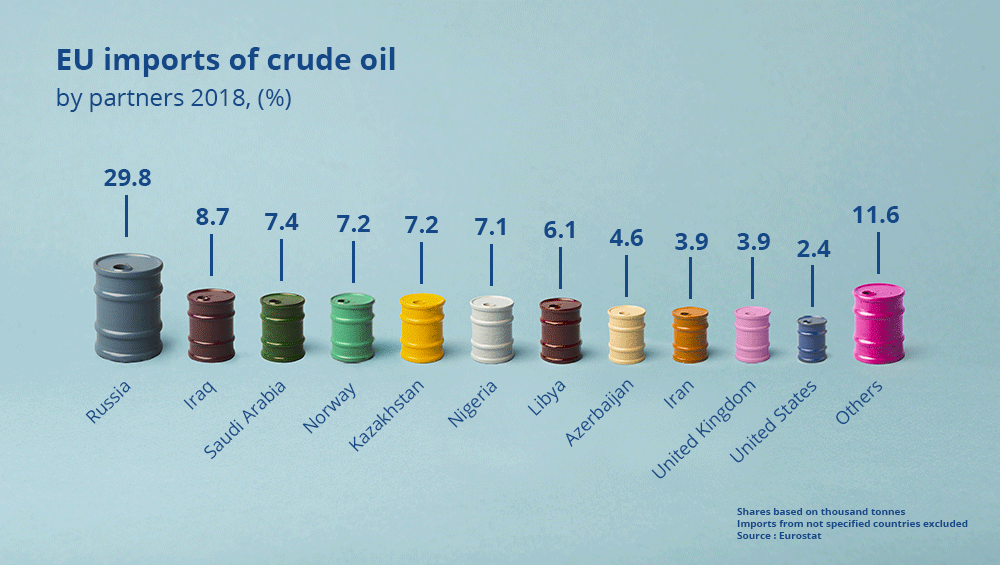 EU imports of crude oil
by partners 2018, (%)
29.8
8.7
7.4
7.2
7.2
7.1
6.1
4.6
3.9
3.9
2.4
11.6
Russia
Iraq
Saudi Arabia
Norway
Kazakhstan
Nigeria
Libya
Azerbaijan
Iran
United Kingdom
United States
Others
Shares based on thousand tonnes
Imports from not specified countries excluded
Source : Eurostat